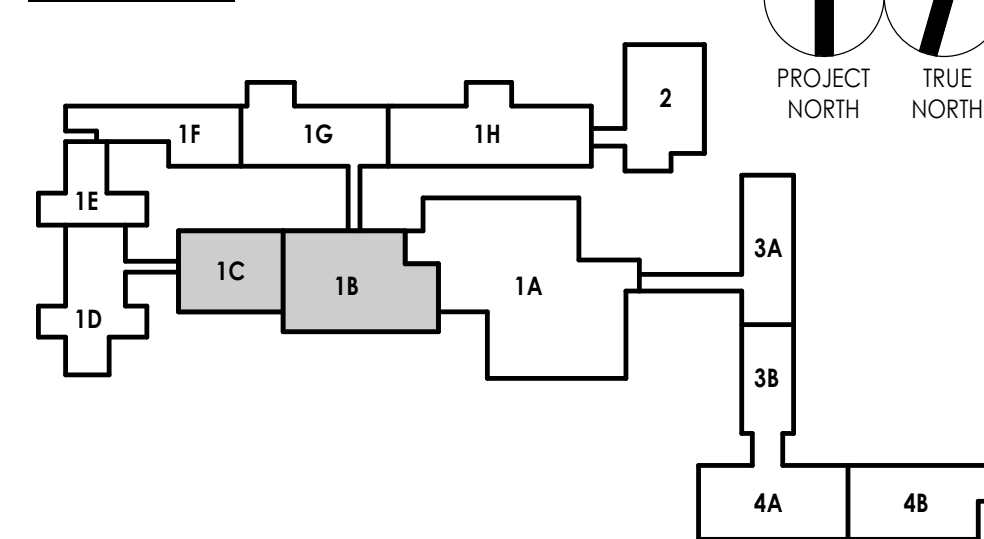 PROJECT
NORTH
TRUE
NORTH
2
1F
1G
1H
1E
3A
1C
1B
1A
1D
3B
4A
4B